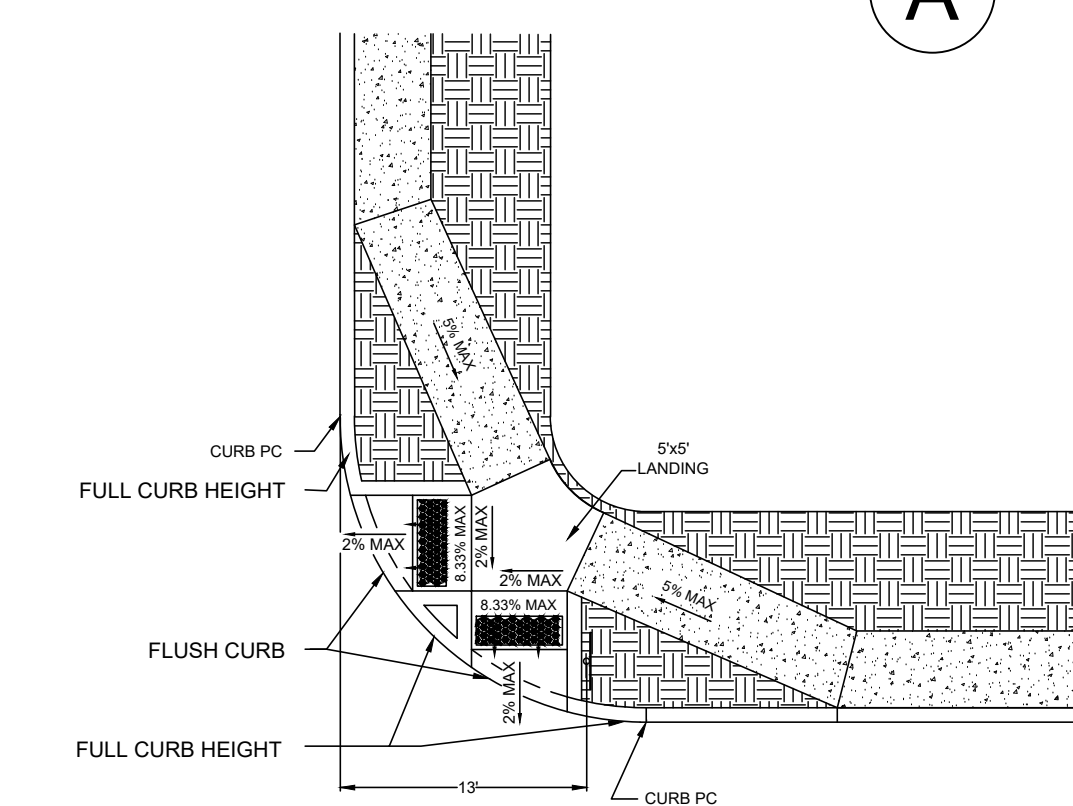 A
5% MAX
CURB PC
FULL CURB HEIGHT
5'x5'
LANDING
2% MAX
8.33% MAX
2% MAX
2% MAX
8.33% MAX
5% MAX
FLUSH CURB
2% MAX
FULL CURB HEIGHT
13'
CURB PC